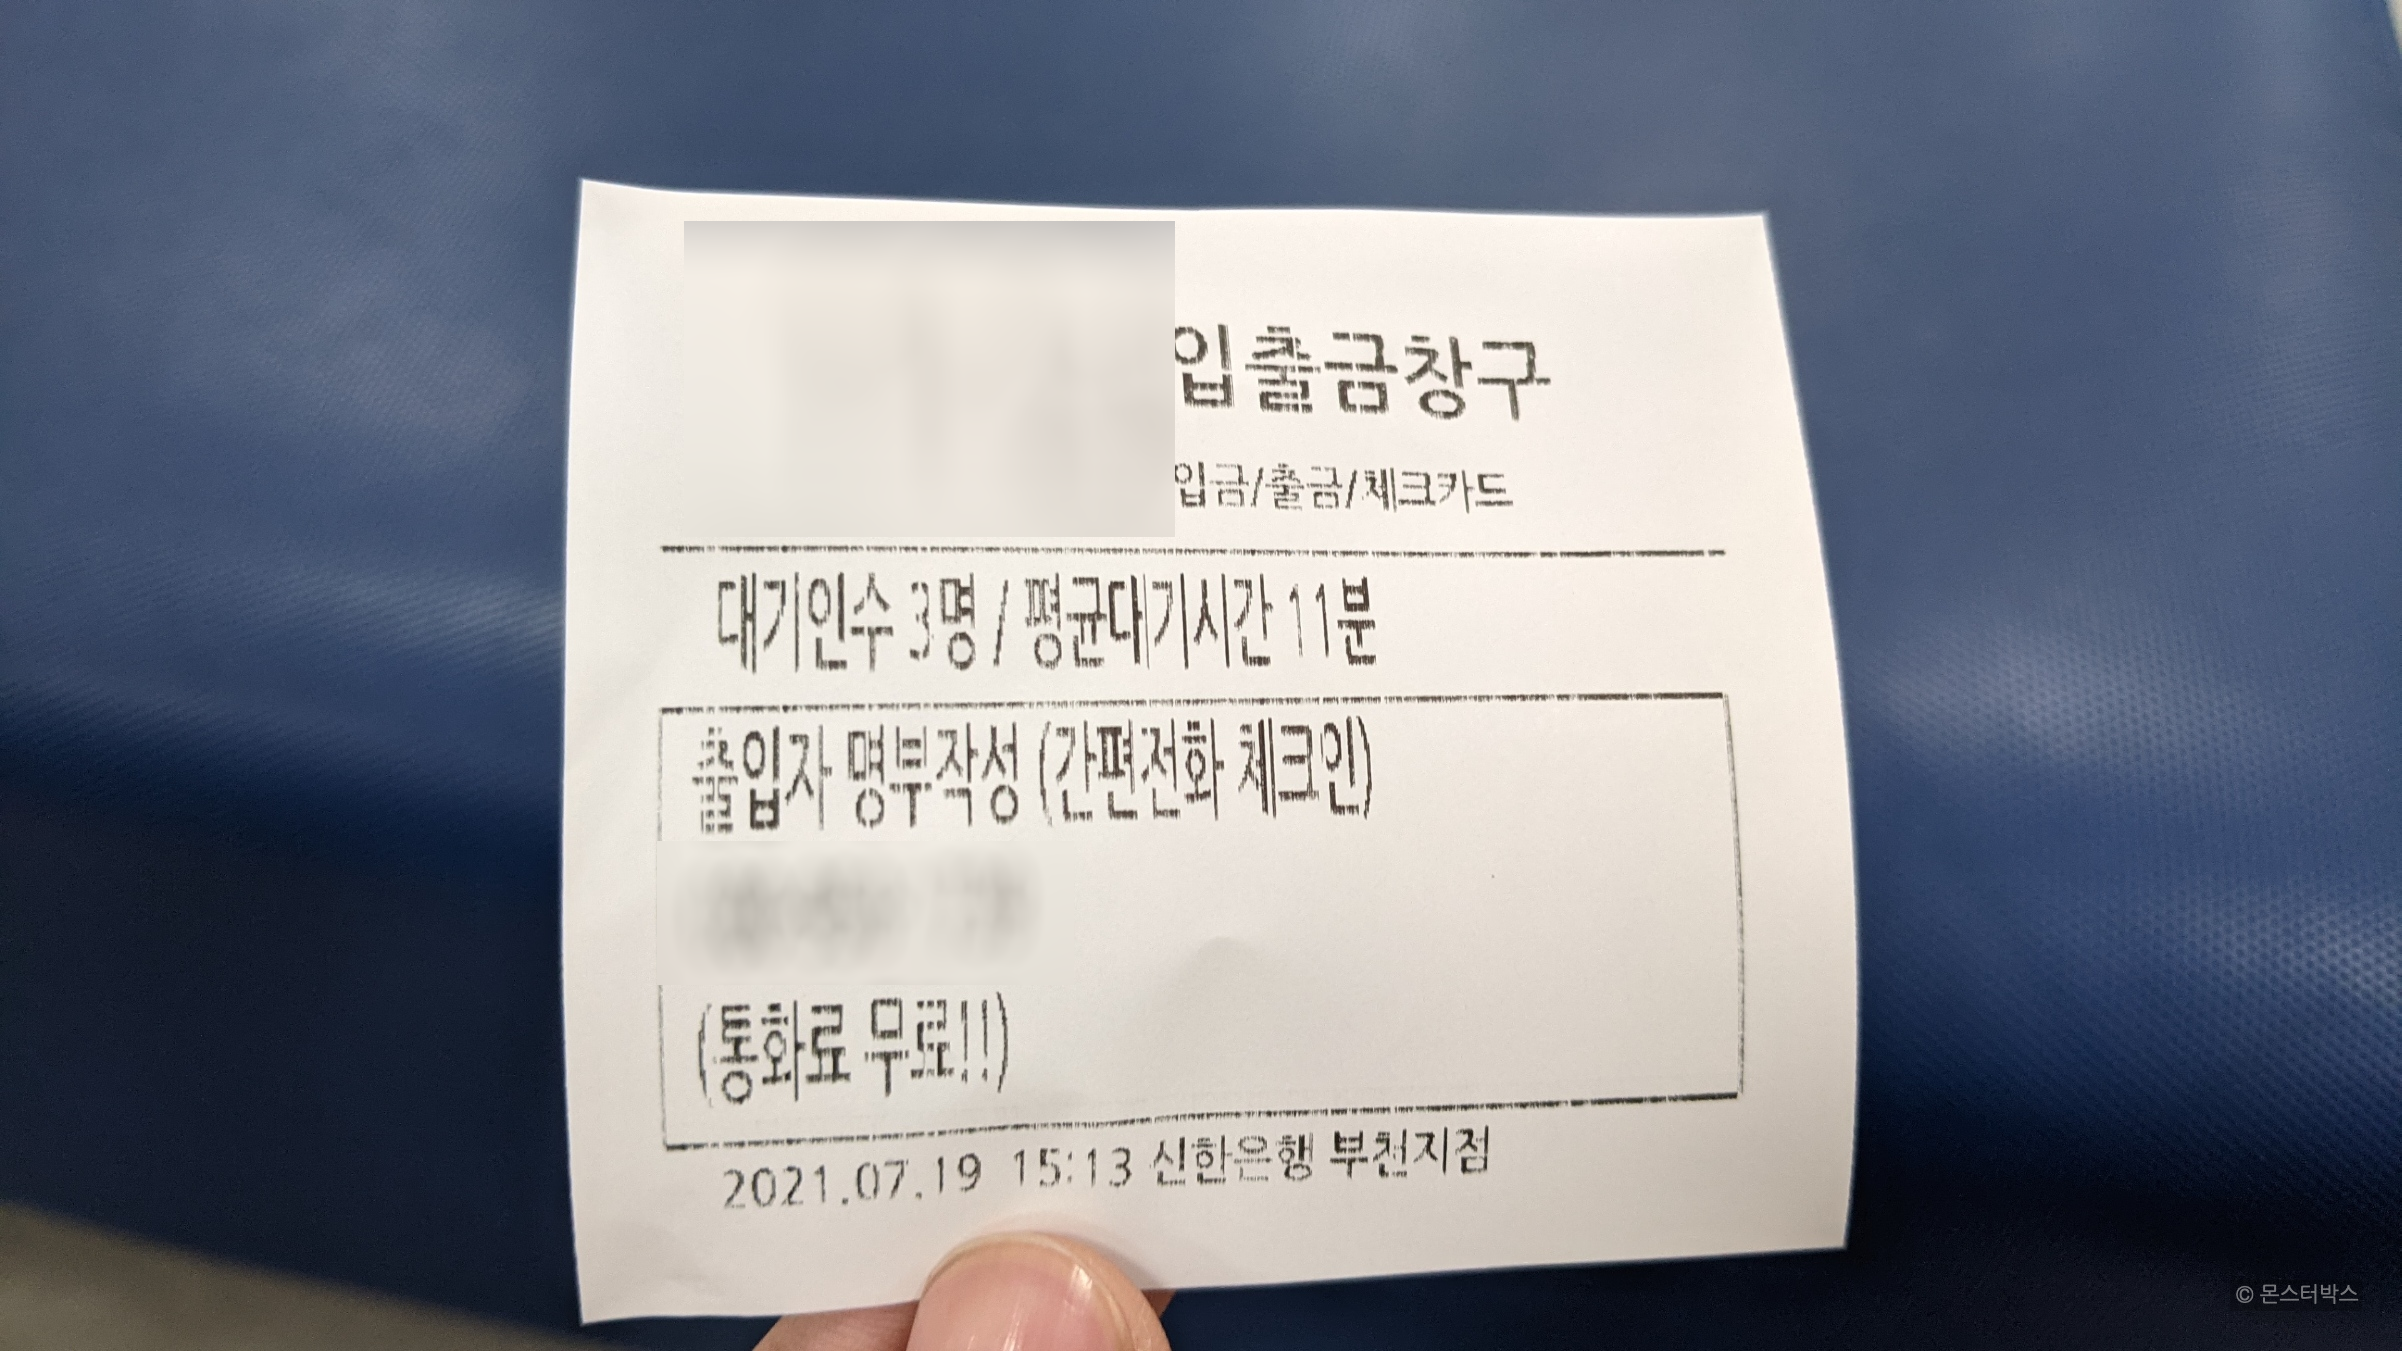 입출금창구
입금/출금/체크카드
대기인수 3명 / 평균대기시간 11분
출입자 명부작성 (간편전화 체크인)
(통화료 무료!!)
2021.07.19 15:13 신한은행 부천지점
© 몬스터박스